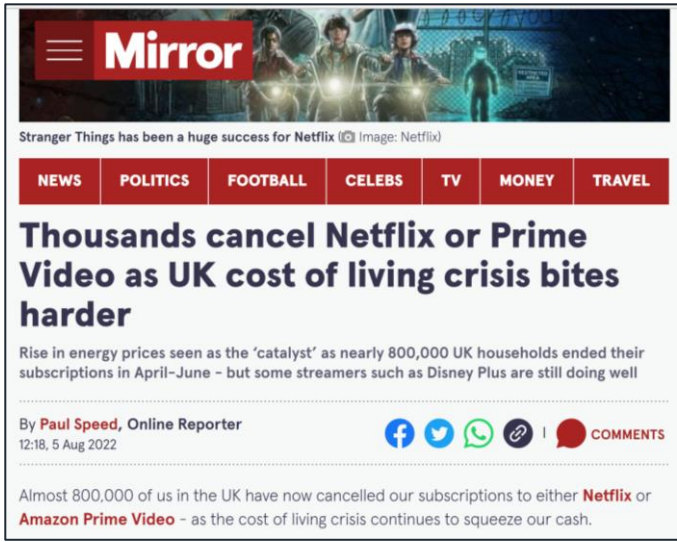 Mirror
RESTRICTED
AREA
Stranger Things has been a huge success for Netflix (Image: Netflix)
NEWS POLITICS FOOTBALL CELEBS TV MONEY TRAVEL
Thousands cancel Netflix or Prime
Video as UK cost of living crisis bites
harder
Rise in energy prices seen as the ‘catalyst’ as nearly 800,000 UK households ended their
subscriptions in April-June - but some streamers such as Disney Plus are still doing well
By Paul Speed, Online Reporter
12:18, 5 Aug 2022
COMMENTS
Almost 800,000 of us in the UK have now cancelled our subscriptions to either Netflix or
Amazon Prime Video - as the cost of living crisis continues to squeeze our cash.